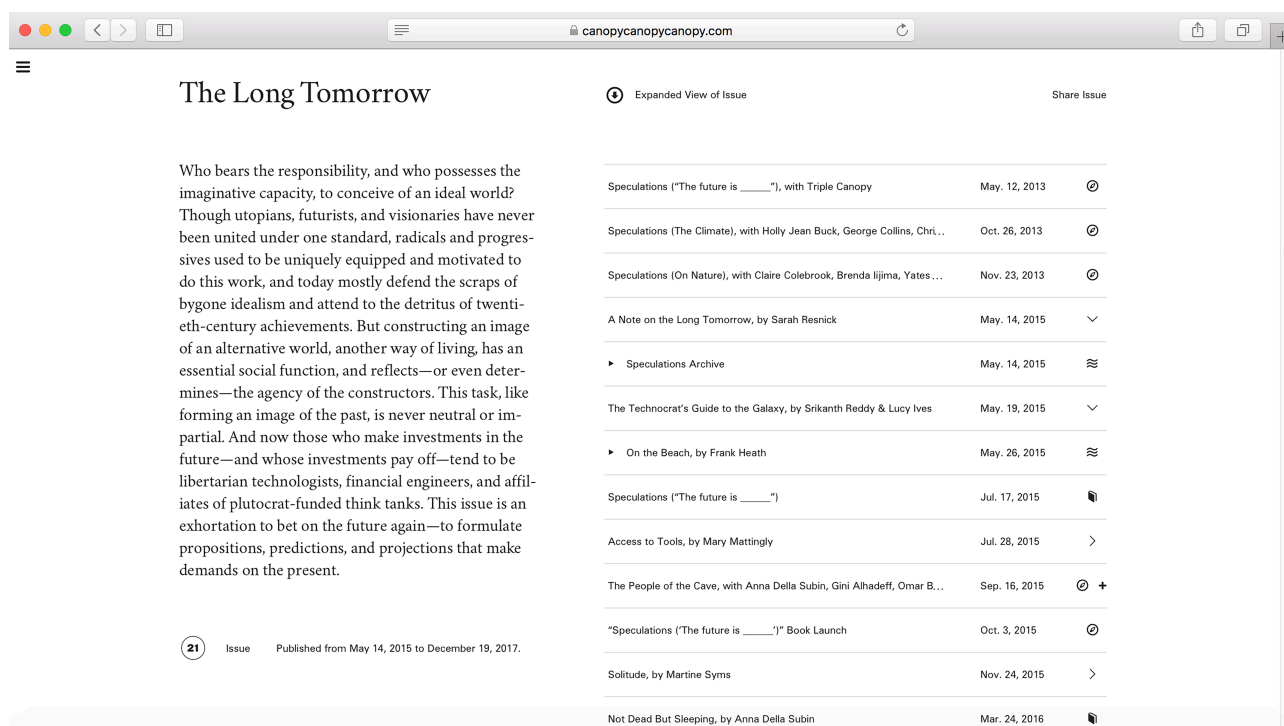 canopycanopycanopy.com
The Long Tomorrow
Expanded View of Issue
Share Issue
Who bears the responsibility, and who possesses the
imaginative capacity, to conceive of an ideal world?
Though utopians, futurists, and visionaries have never
been united under one standard, radicals and progres-
sives used to be uniquely equipped and motivated to
do this work, and today mostly defend the scraps of
bygone idealism and attend to the detritus of twenti-
eth-century achievements. But constructing an image
of an alternative world, another way of living, has an
essential social function, and reflects—or even deter-
mines—the agency of the constructors. This task, like
forming an image of the past, is never neutral or im-
partial. And now those who make investments in the
future—and whose investments pay off—tend to be
libertarian technologists, financial engineers, and affil-
iates of plutocrat-funded think tanks. This issue is an
exhortation to bet on the future again—to formulate
propositions, predictions, and projections that make
demands on the present.
21 Issue Published from May 14, 2015 to December 19, 2017.
Speculations (“The future is ______”), with Triple Canopy May. 12, 2013
Speculations (The Climate), with Holly Jean Buck, George Collins, Chri... Oct. 26, 2013
Speculations (On Nature), with Claire Colebrook, Brenda Iijima, Yates... Nov. 23, 2013
A Note on the Long Tomorrow, by Sarah Resnick May. 14, 2015
Speculations Archive May. 14, 2015
The Technocrat’s Guide to the Galaxy, by Srikanth Reddy & Lucy Ives May. 19, 2015
On the Beach, by Frank Heath May. 26, 2015
Speculations (“The future is ______”) Jul. 17, 2015
Access to Tools, by Mary Mattingly Jul. 28, 2015
The People of the Cave, with Anna Della Subin, Gini Alhadeff, Omar B... Sep. 16, 2015
“Speculations (‘The future is ______’)” Book Launch Oct. 3, 2015
Solitude, by Martine Syms Nov. 24, 2015
Not Dead But Sleeping, by Anna Della Subin Mar. 24, 2016